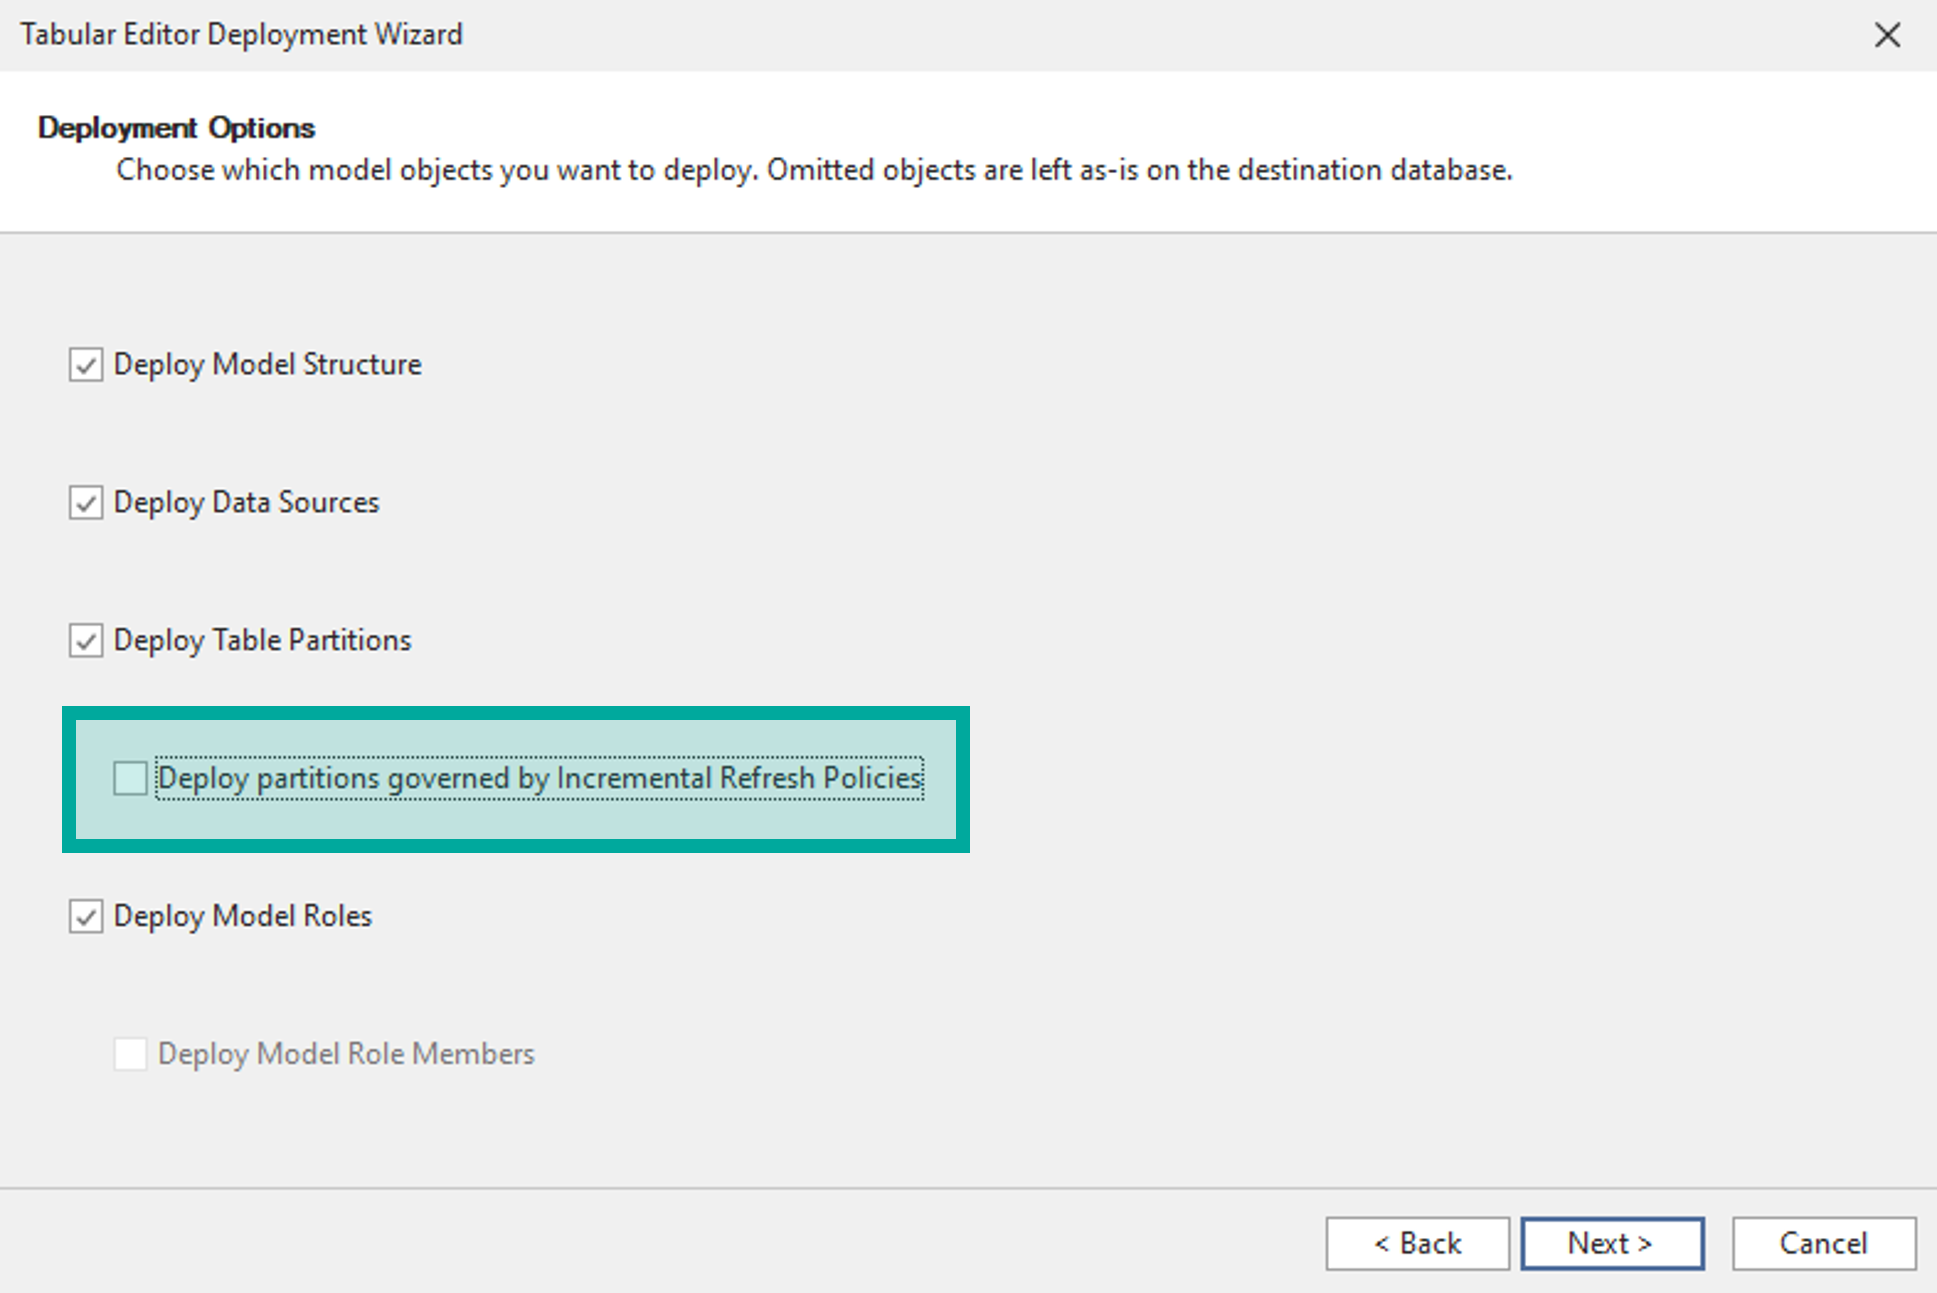 Tabular Editor Deployment Wizard
Deployment Options
Choose which model objects you want to deploy. Omitted objects are left as-is on the destination database.
Deploy Model Structure
Deploy Data Sources
Deploy Table Partitions
Deploy partitions governed by Incremental Refresh Policies
Deploy Model Roles
Deploy Model Role Members
< Back
Next >
Cancel